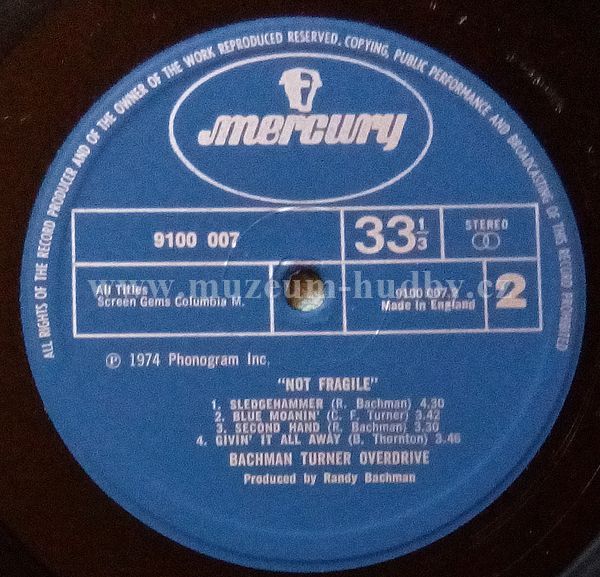 ALL RIGHTS OF THE RECORD PRODUCER AND OF THE OWNER OF THE WORK REPRODUCED RESERVED. COPYING, PUBLIC PERFORMANCE AND BROADCASTING OF THIS RECORD PROHIBITED
mercury
9100 007
33 1/3
STEREO
All Titles
Screen Gems Columbia M.
9100 007.2
Made in England
2
www.muzeum-hudby.cz
℗ 1974 Phonogram Inc.
"NOT FRAGILE"
1. SLEDGEHAMMER (R. Bachman) 4.30
2. BLUE MOANIN' (C. F. Turner) 3.42
3. SECOND HAND (R. Bachman) 3.30
4. GIVIN' IT ALL AWAY (B. Thornton) 3.46
BACHMAN TURNER OVERDRIVE
Produced by Randy Bachman